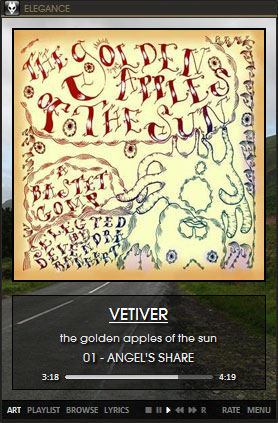 ELEGANCE
THE GOLDEN
APPLES
OF THE SUN
A
BASTET
COMP
SELECTED
BY
DEVENDRA
BANHART
VETIVER
the golden apples of the sun
01 - ANGEL'S SHARE
3:18 4:19
ART PLAYLIST BROWSE LYRICS R RATE MENU